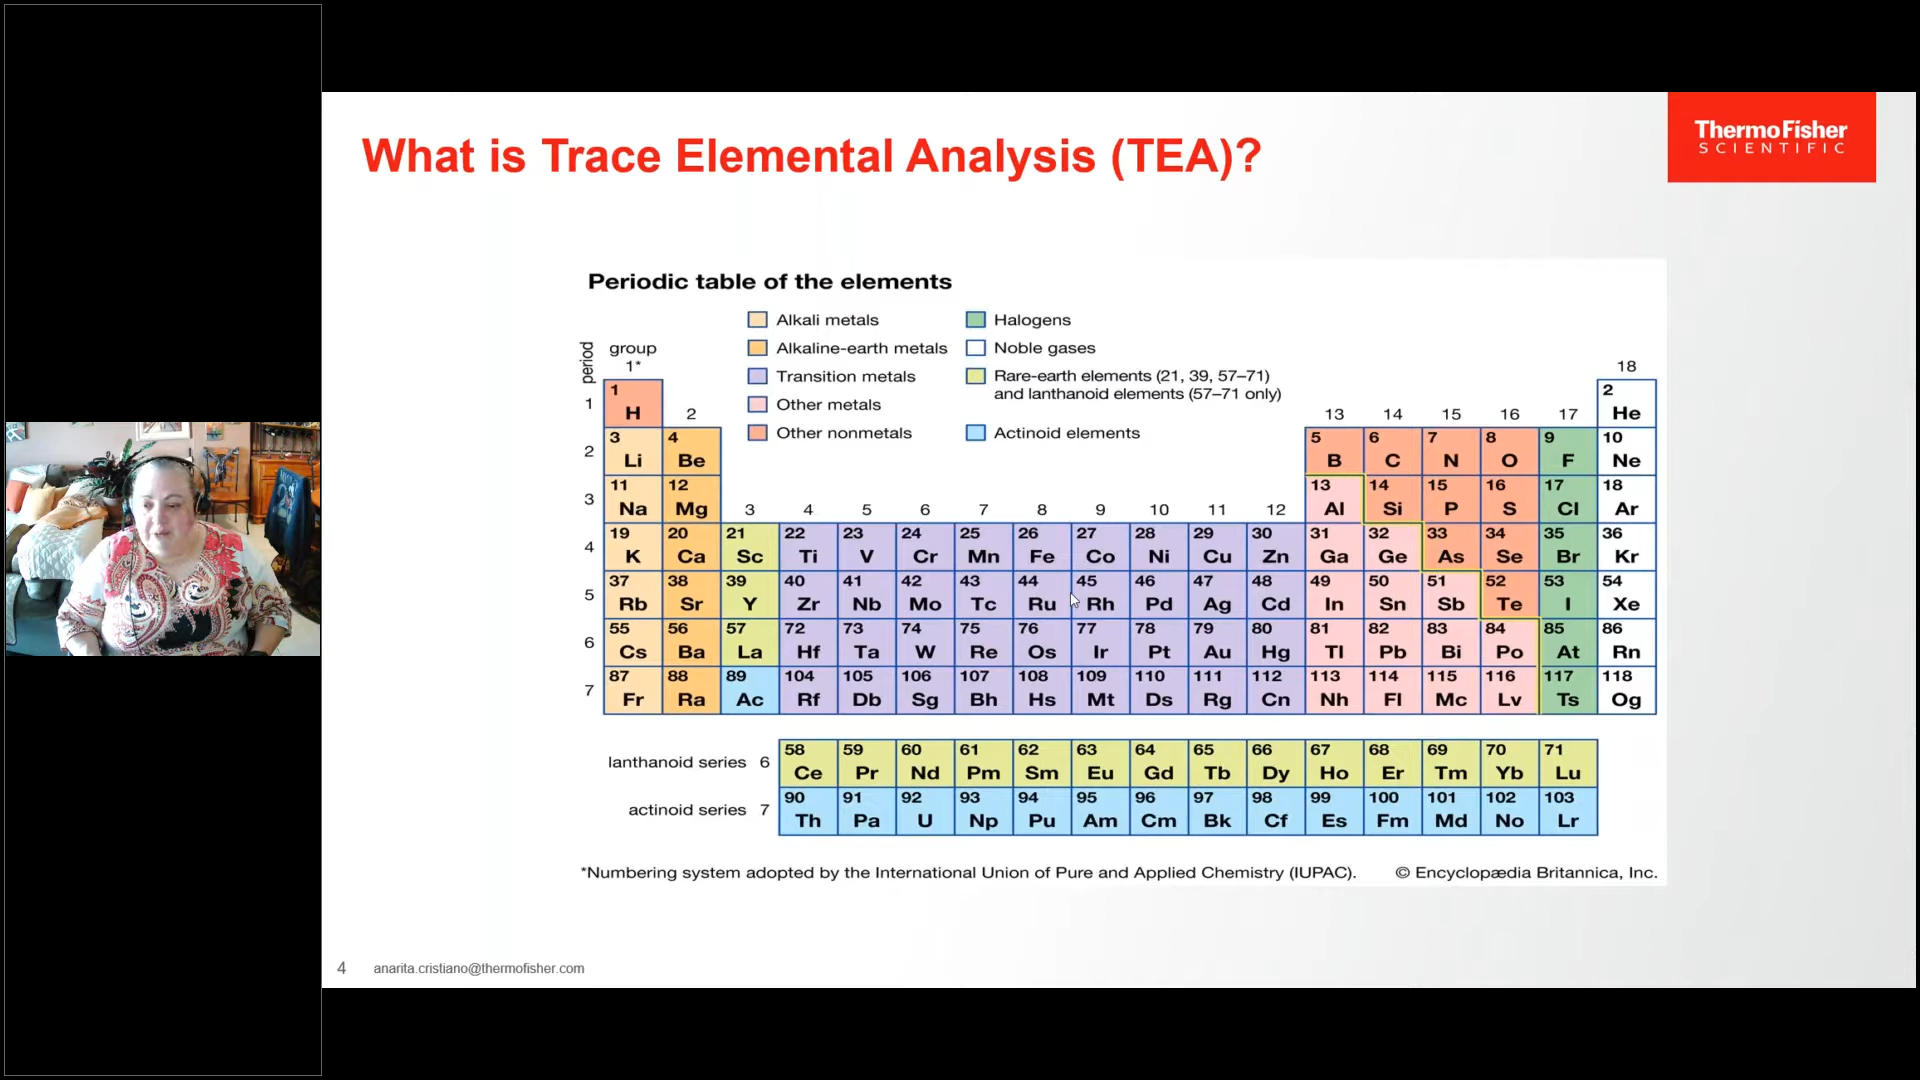 What is Trace Elemental Analysis (TEA)?
ThermoFisher
SCIENTIFIC
Periodic table of the elements
Alkali metals
Alkaline-earth metals
Transition metals
Other metals
Other nonmetals
Halogens
Noble gases
Rare-earth elements (21, 39, 57–71)
and lanthanoid elements (57–71 only)
Actinoid elements
period
group
1* 18
1 1 H 2 13 14 15 16 17 2 He
2 3 Li 4 Be 5 B 6 C 7 N 8 O 9 F 10 Ne
3 11 Na 12 Mg 3 4 5 6 7 8 9 10 11 12 13 Al 14 Si 15 P 16 S 17 Cl 18 Ar
4 19 K 20 Ca 21 Sc 22 Ti 23 V 24 Cr 25 Mn 26 Fe 27 Co 28 Ni 29 Cu 30 Zn 31 Ga 32 Ge 33 As 34 Se 35 Br 36 Kr
5 37 Rb 38 Sr 39 Y 40 Zr 41 Nb 42 Mo 43 Tc 44 Ru 45 Rh 46 Pd 47 Ag 48 Cd 49 In 50 Sn 51 Sb 52 Te 53 I 54 Xe
6 55 Cs 56 Ba 57 La 72 Hf 73 Ta 74 W 75 Re 76 Os 77 Ir 78 Pt 79 Au 80 Hg 81 Tl 82 Pb 83 Bi 84 Po 85 At 86 Rn
7 87 Fr 88 Ra 89 Ac 104 Rf 105 Db 106 Sg 107 Bh 108 Hs 109 Mt 110 Ds 111 Rg 112 Cn 113 Nh 114 Fl 115 Mc 116 Lv 117 Ts 118 Og
lanthanoid series 6 58 Ce 59 Pr 60 Nd 61 Pm 62 Sm 63 Eu 64 Gd 65 Tb 66 Dy 67 Ho 68 Er 69 Tm 70 Yb 71 Lu
actinoid series 7 90 Th 91 Pa 92 U 93 Np 94 Pu 95 Am 96 Cm 97 Bk 98 Cf 99 Es 100 Fm 101 Md 102 No 103 Lr
*Numbering system adopted by the International Union of Pure and Applied Chemistry (IUPAC). © Encyclopædia Britannica, Inc.
4 anarita.cristiano@thermofisher.com